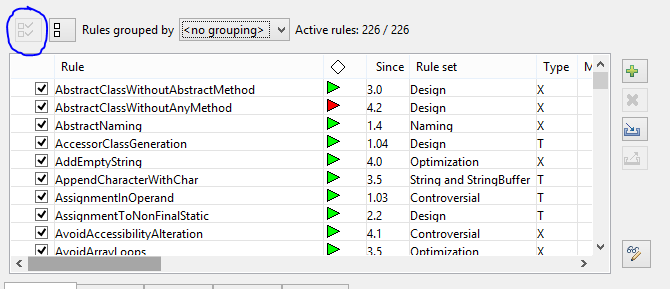 Rules grouped by <no grouping> Active rules: 226 / 226
Rule Since Rule set Type M
AbstractClassWithoutAbstractMethod 3.0 Design X
AbstractClassWithoutAnyMethod 4.2 Design X
AbstractNaming 1.4 Naming X
AccessorClassGeneration 1.04 Design T
AddEmptyString 4.0 Optimization X
AppendCharacterWithChar 3.5 String and StringBuffer T
AssignmentInOperand 1.03 Controversial T
AssignmentToNonFinalStatic 2.2 Design T
AvoidAccessibilityAlteration 4.1 Controversial X
AvoidArrayLoops 3.5 Optimization X